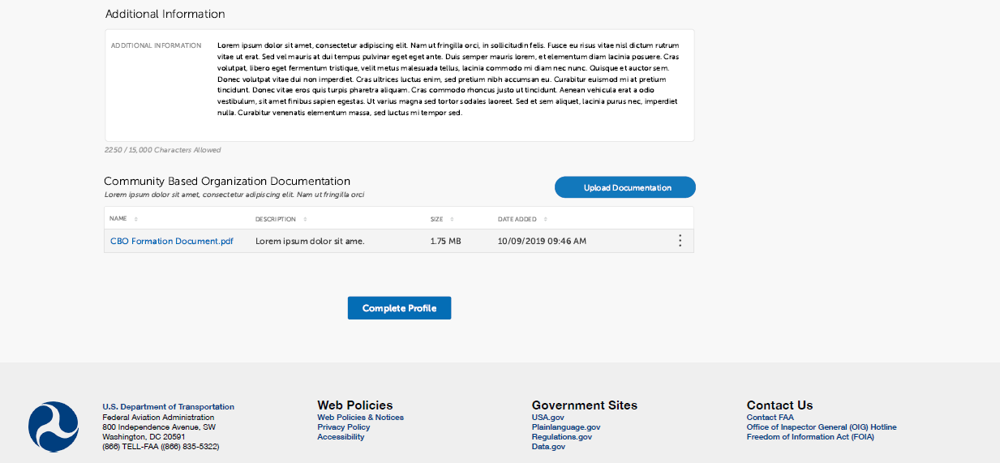 Additional Information
ADDITIONAL INFORMATION
Lorem ipsum dolor sit amet, consectetur adipiscing elit. Nam ut fringilla orci, in sollicitudin felis. Fusce eu risus vitae nisl dictum rutrum
vitae ut erat. Sed vel mauris at dui tempus pulvinar eget eget ante. Duis semper mauris lorem, et elementum diam lacinia posuere. Cras
volutpat, libero eget fermentum tristique, velit metus malesuada tellus, lacinia commodo mi diam nec nunc. Quisque et auctor sem.
Donec volutpat vitae dui non imperdiet. Cras ultrices luctus enim, sed pretium nibh accumsan eu. Curabitur euismod mi at pretium
tincidunt. Donec vitae eros quis turpis pharetra aliquam. Cras commodo rhoncus justo ut tincidunt. Aenean vehicula erat a odio
vestibulum, sit amet finibus sapien egestas. Ut varius magna sed tortor sodales laoreet. Sed et sem aliquet, lacinia purus nec, imperdiet
nulla. Curabitur venenatis elementum massa, sed luctus mi tempor sed.
2250 / 15,000 Characters Allowed
Community Based Organization Documentation
Lorem ipsum dolor sit amet, consectetur adipiscing elit. Nam ut fringilla orci
Upload Documentation
NAME DESCRIPTION SIZE DATE ADDED
CBO Formation Document.pdf Lorem ipsum dolor sit ame. 1.75 MB 10/09/2019 09:46 AM
Complete Profile
U.S. Department of Transportation
Federal Aviation Administration
800 Independence Avenue, SW
Washington, DC 20591
(866) TELL-FAA ((866) 835-5322)
Web Policies
Web Policies & Notices
Privacy Policy
Accessibility
Government Sites
USA.gov
Plainlanguage.gov
Regulations.gov
Data.gov
Contact Us
Contact FAA
Office of Inspector General (OIG) Hotline
Freedom of Information Act (FOIA)